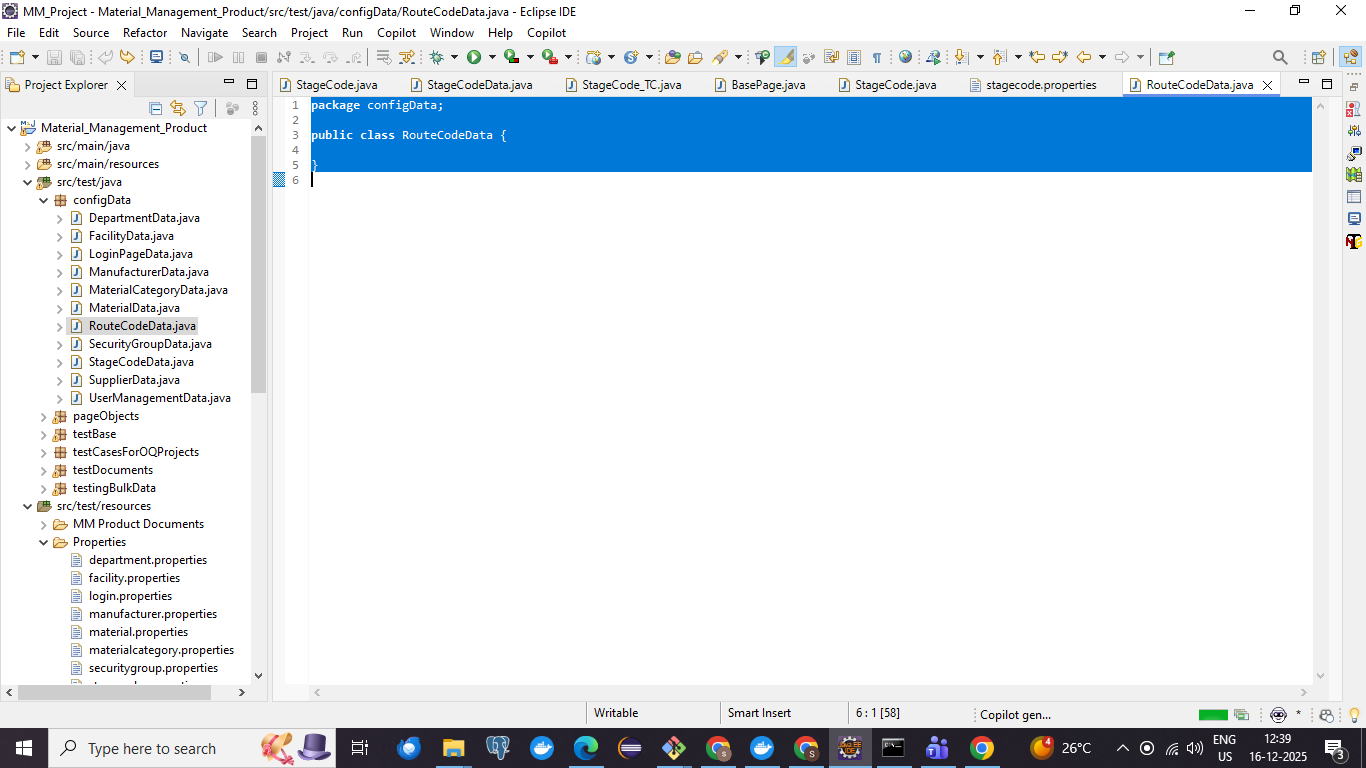 MM_Project - Material_Management_Product/src/test/java/configData/RouteCodeData.java - Eclipse IDE
File Edit Source Refactor Navigate Search Project Run Copilot Window Help Copilot
Project Explorer
StageCode.java StageCodeData.java StageCode_TC.java BasePage.java StageCode.java stagecode.properties RouteCodeData.java
Material_Management_Product
src/main/java
src/main/resources
src/test/java
configData
DepartmentData.java
FacilityData.java
LoginPageData.java
ManufacturerData.java
MaterialCategoryData.java
MaterialData.java
RouteCodeData.java
SecurityGroupData.java
StageCodeData.java
SupplierData.java
UserManagementData.java
pageObjects
testBase
testCasesForOQProjects
testDocuments
testingBulkData
src/test/resources
MM Product Documents
Properties
department.properties
facility.properties
login.properties
manufacturer.properties
material.properties
materialcategory.properties
securitygroup.properties
1 package configData;
2
3 public class RouteCodeData {
4
5 }
6
Writable Smart Insert 6 : 1 [58] Copilot gen...
Type here to search
26°C
ENG
US
12:39
16-12-2025
4
3